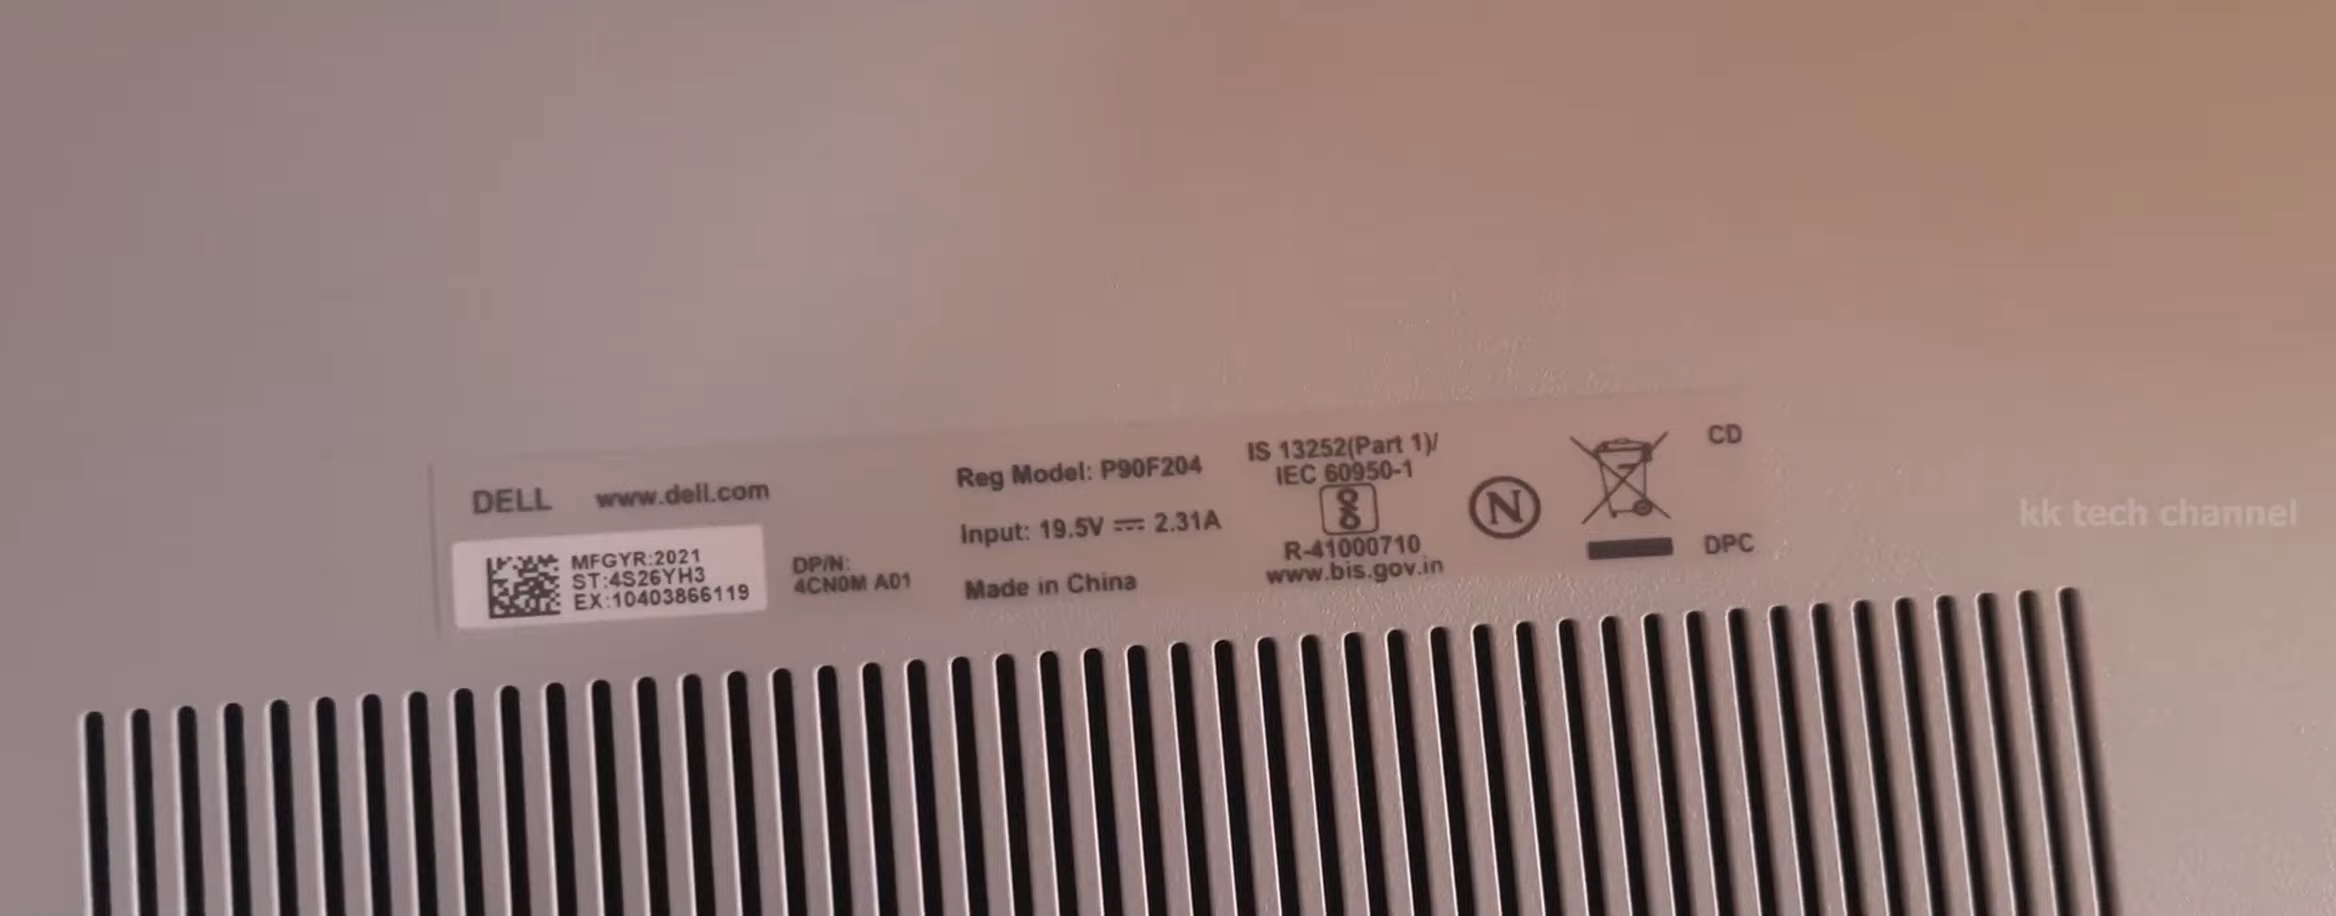 DELL www.dell.com
MFGYR:2021
ST:4S26YH3
EX:10403866119
DP/N:
4CN0M A01
Reg Model: P90F204
Input: 19.5V ⎓ 2.31A
Made in China
IS 13252(Part 1)/
IEC 60950-1
R-41000710
www.bis.gov.in
N
CD
DPC
kk tech channel